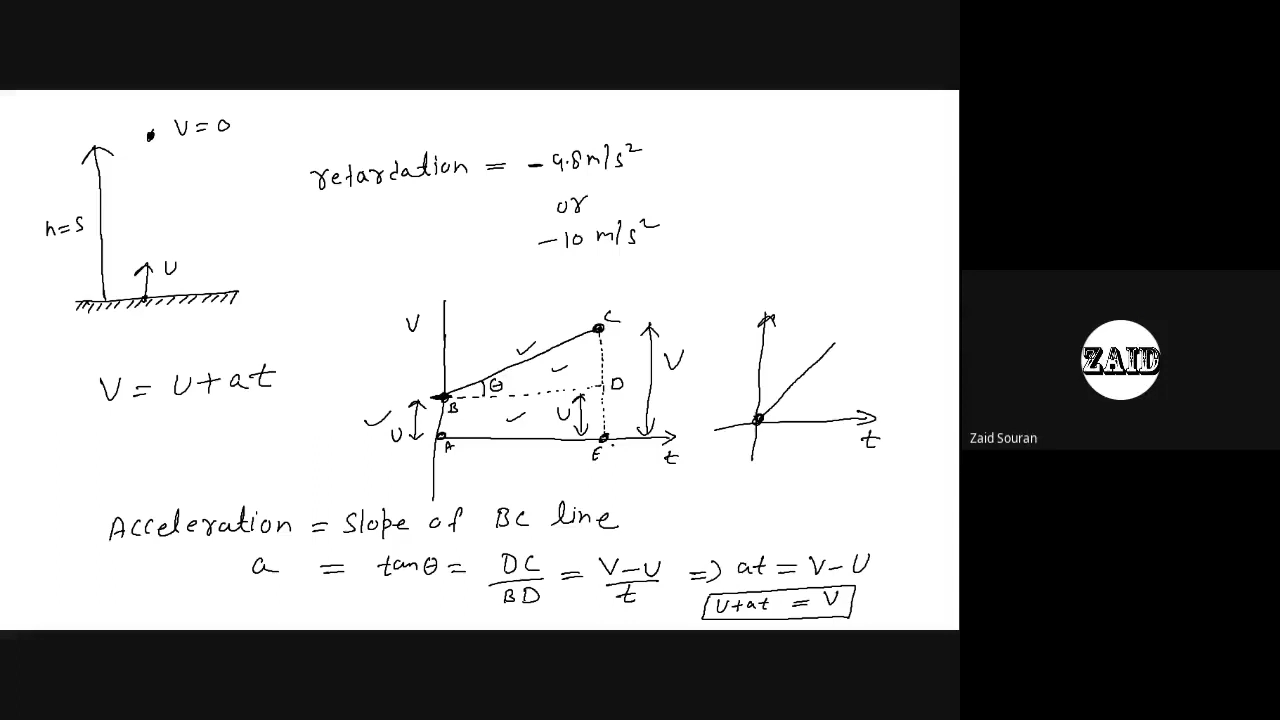 V = 0
retardation = - 9.8 m/s²
or
- 10 m/s²
h = S
U
V = U + at
V
C
θ
D
V
B
U
U
A
E
t
t
ZAID
Zaid Souran
Acceleration = Slope of BC line
a = tanθ = DC/BD = V-U/t => at = V - U
U + at = V